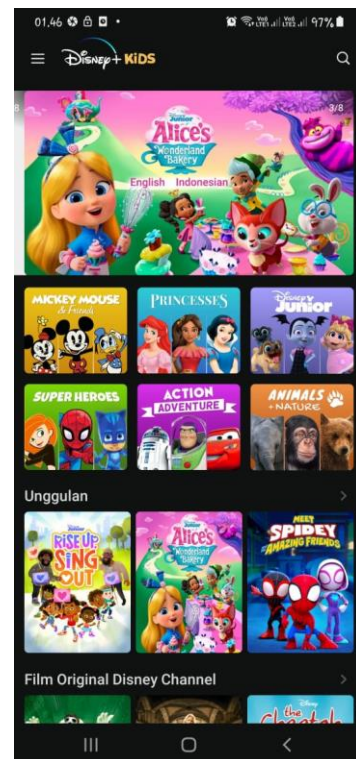 01.46
97%
Disney+ KiDS
8
3/8
Disney Junior
Alice's
Wonderland
Bakery
English Indonesian
MICKEY MOUSE
& Friends
PRINCESSES
Disney
Junior
SUPER HEROES
ACTION
ADVENTURE
ANIMALS
+NATURE
Unggulan
RISE UP,
SING
OUT
Alice's
Wonderland
Bakery
MEET
SPIDEY
AND HIS
AMAZING FRIENDS
Film Original Disney Channel
Disney
the
Cheetah